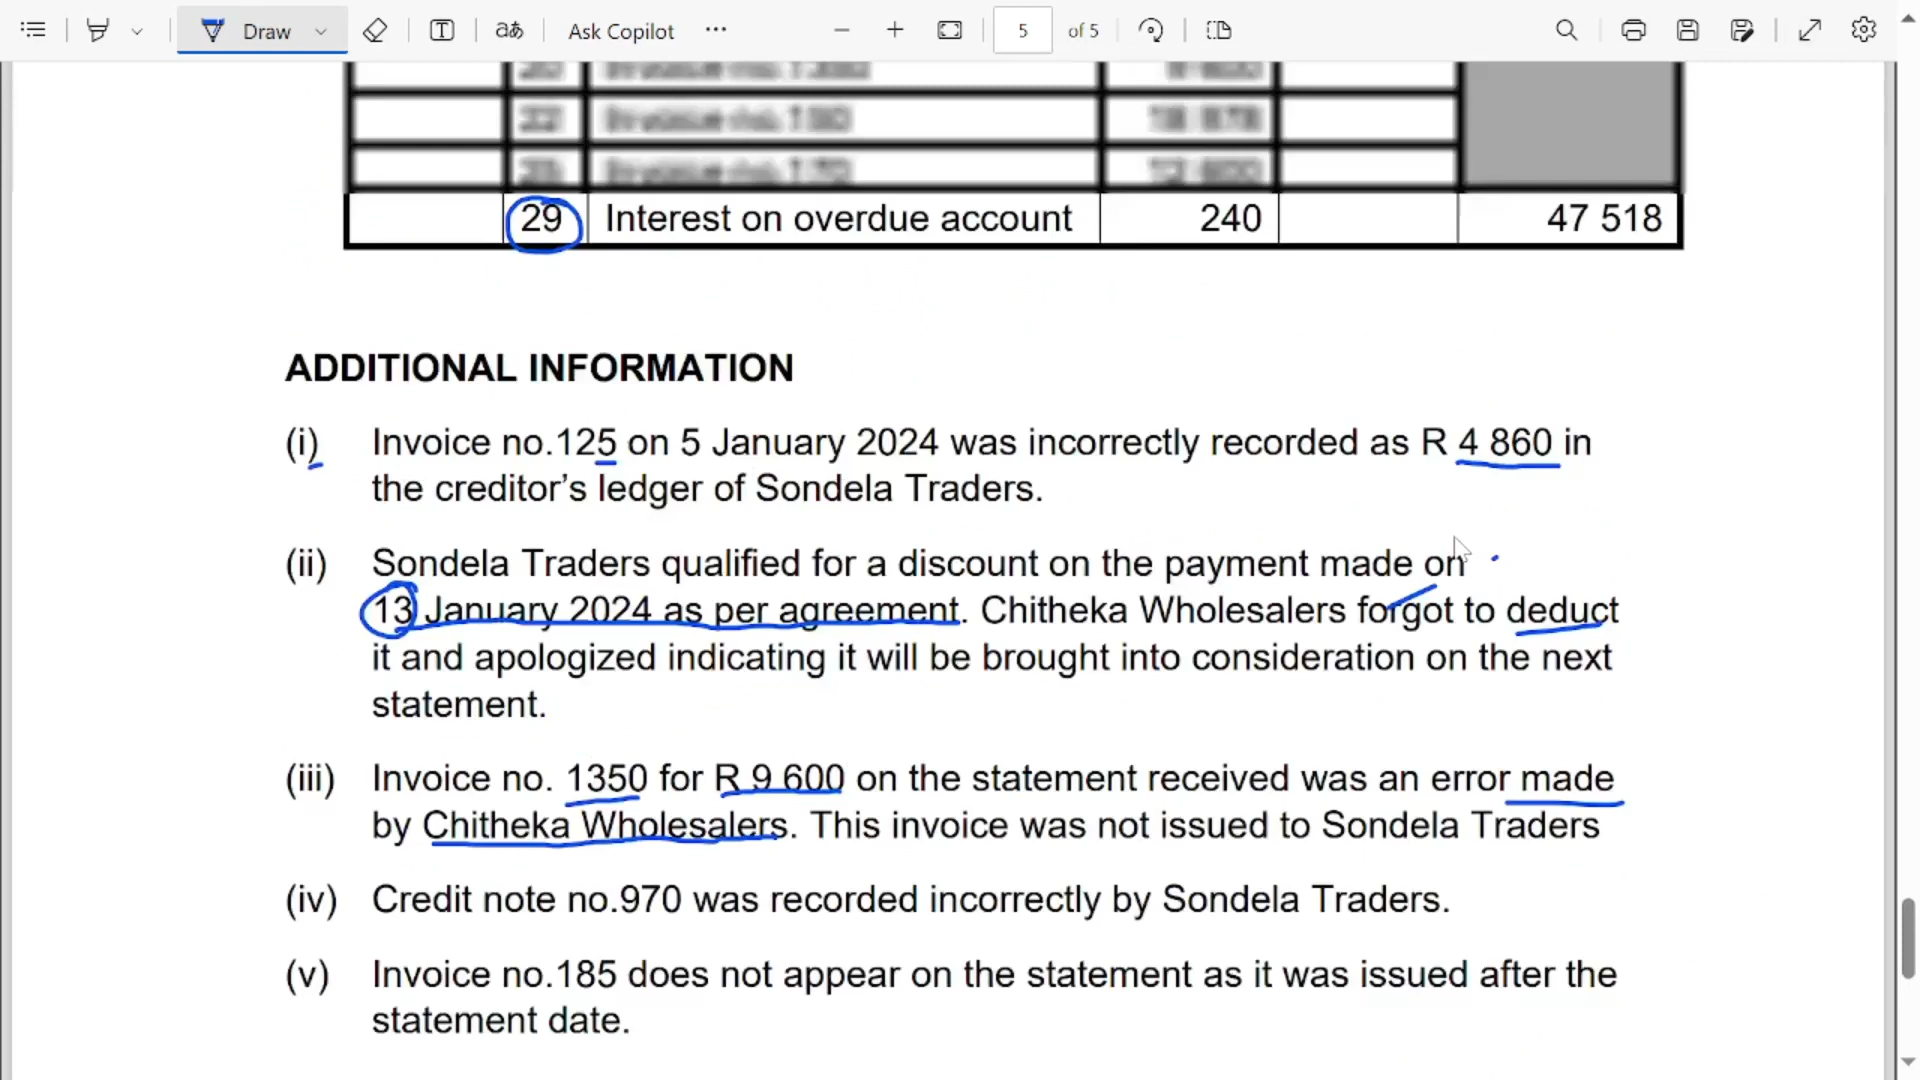 Draw
aあ
Ask Copilot
5 of 5
29 Interest on overdue account 240 47 518
ADDITIONAL INFORMATION
(i) Invoice no.125 on 5 January 2024 was incorrectly recorded as R 4 860 in
the creditor’s ledger of Sondela Traders.
(ii) Sondela Traders qualified for a discount on the payment made on
13 January 2024 as per agreement. Chitheka Wholesalers forgot to deduct
it and apologized indicating it will be brought into consideration on the next
statement.
(iii) Invoice no. 1350 for R 9 600 on the statement received was an error made
by Chitheka Wholesalers. This invoice was not issued to Sondela Traders
(iv) Credit note no.970 was recorded incorrectly by Sondela Traders.
(v) Invoice no.185 does not appear on the statement as it was issued after the
statement date.